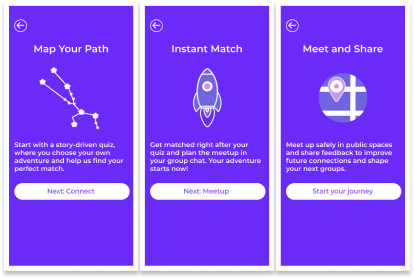 Map Your Path
Start with a story-driven quiz,
where you choose your own
adventure and help us find your
perfect match.
Next: Connect
Instant Match
Get matched right after your
quiz and plan the meetup in
your group chat. Your adventure
starts now!
Next: Meetup
Meet and Share
Meet up safely in public spaces
and share feedback to improve
future connections and shape
your next groups.
Start your journey